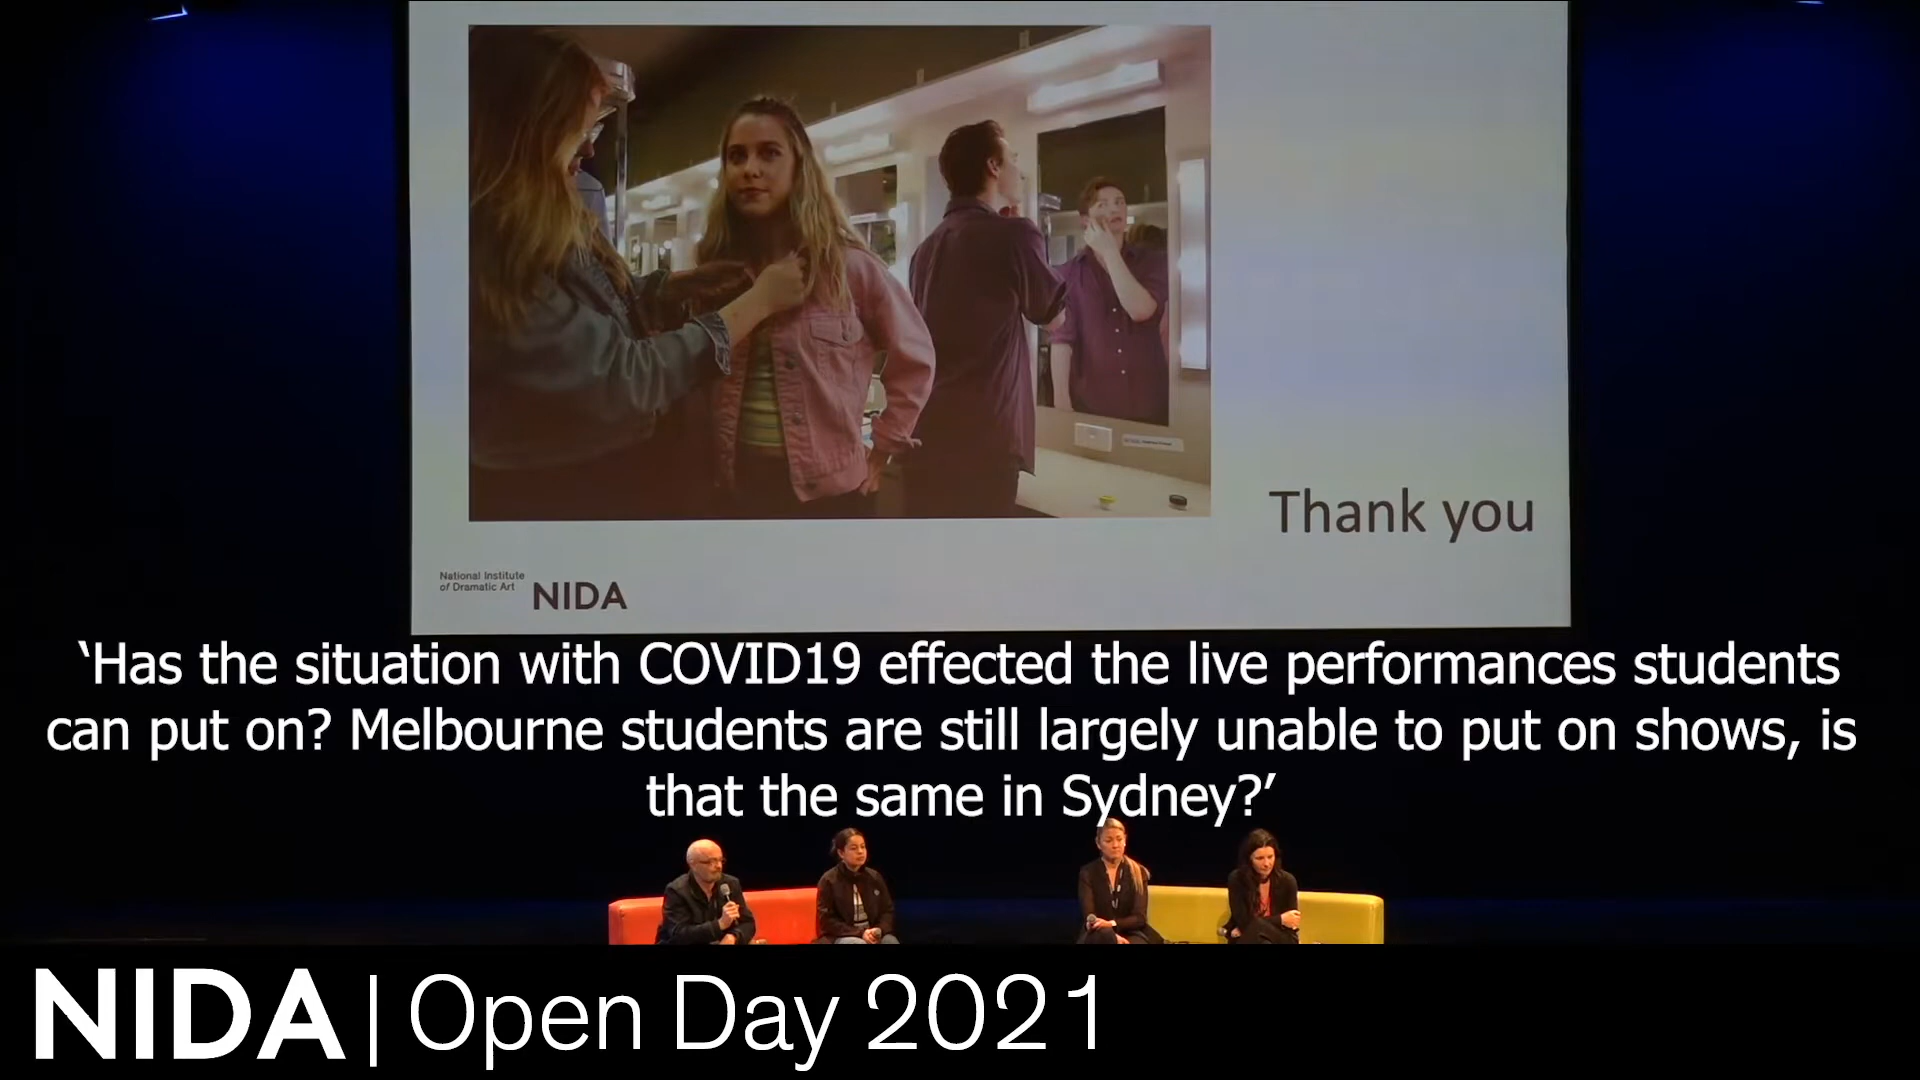 Thank you
National Institute
of Dramatic Art
NIDA
‘Has the situation with COVID19 effected the live performances students
can put on? Melbourne students are still largely unable to put on shows, is
that the same in Sydney?’
NIDA | Open Day 2021